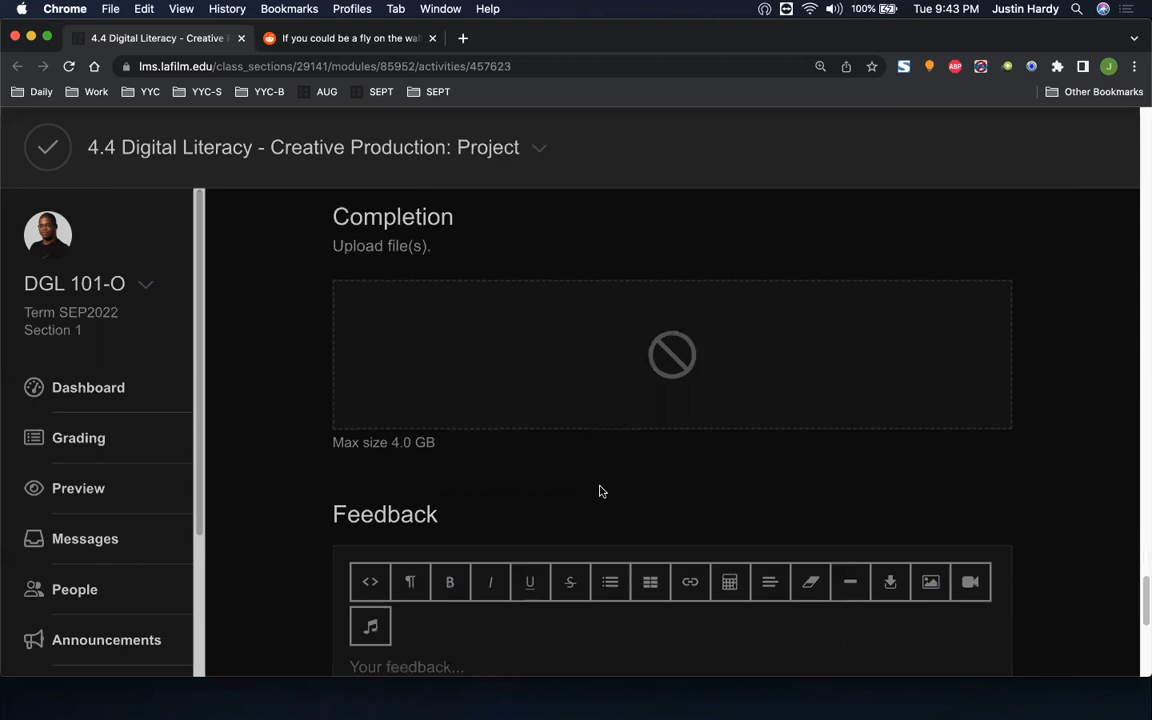 Chrome File Edit View History Bookmarks Profiles Tab Window Help 100% Tue 9:43 PM Justin Hardy
4.4 Digital Literacy - Creative
If you could be a fly on the wa
lms.lafilm.edu/class_sections/29141/modules/85952/activities/457623
S ABP J
Daily Work YYC YYC-S YYC-B AUG SEPT SEPT Other Bookmarks
4.4 Digital Literacy - Creative Production: Project
DGL 101-O
Term SEP2022
Section 1
Dashboard
Grading
Preview
Messages
People
Announcements
Completion
Upload file(s).
Max size 4.0 GB
Feedback
<> ¶ B I U S
Your feedback...